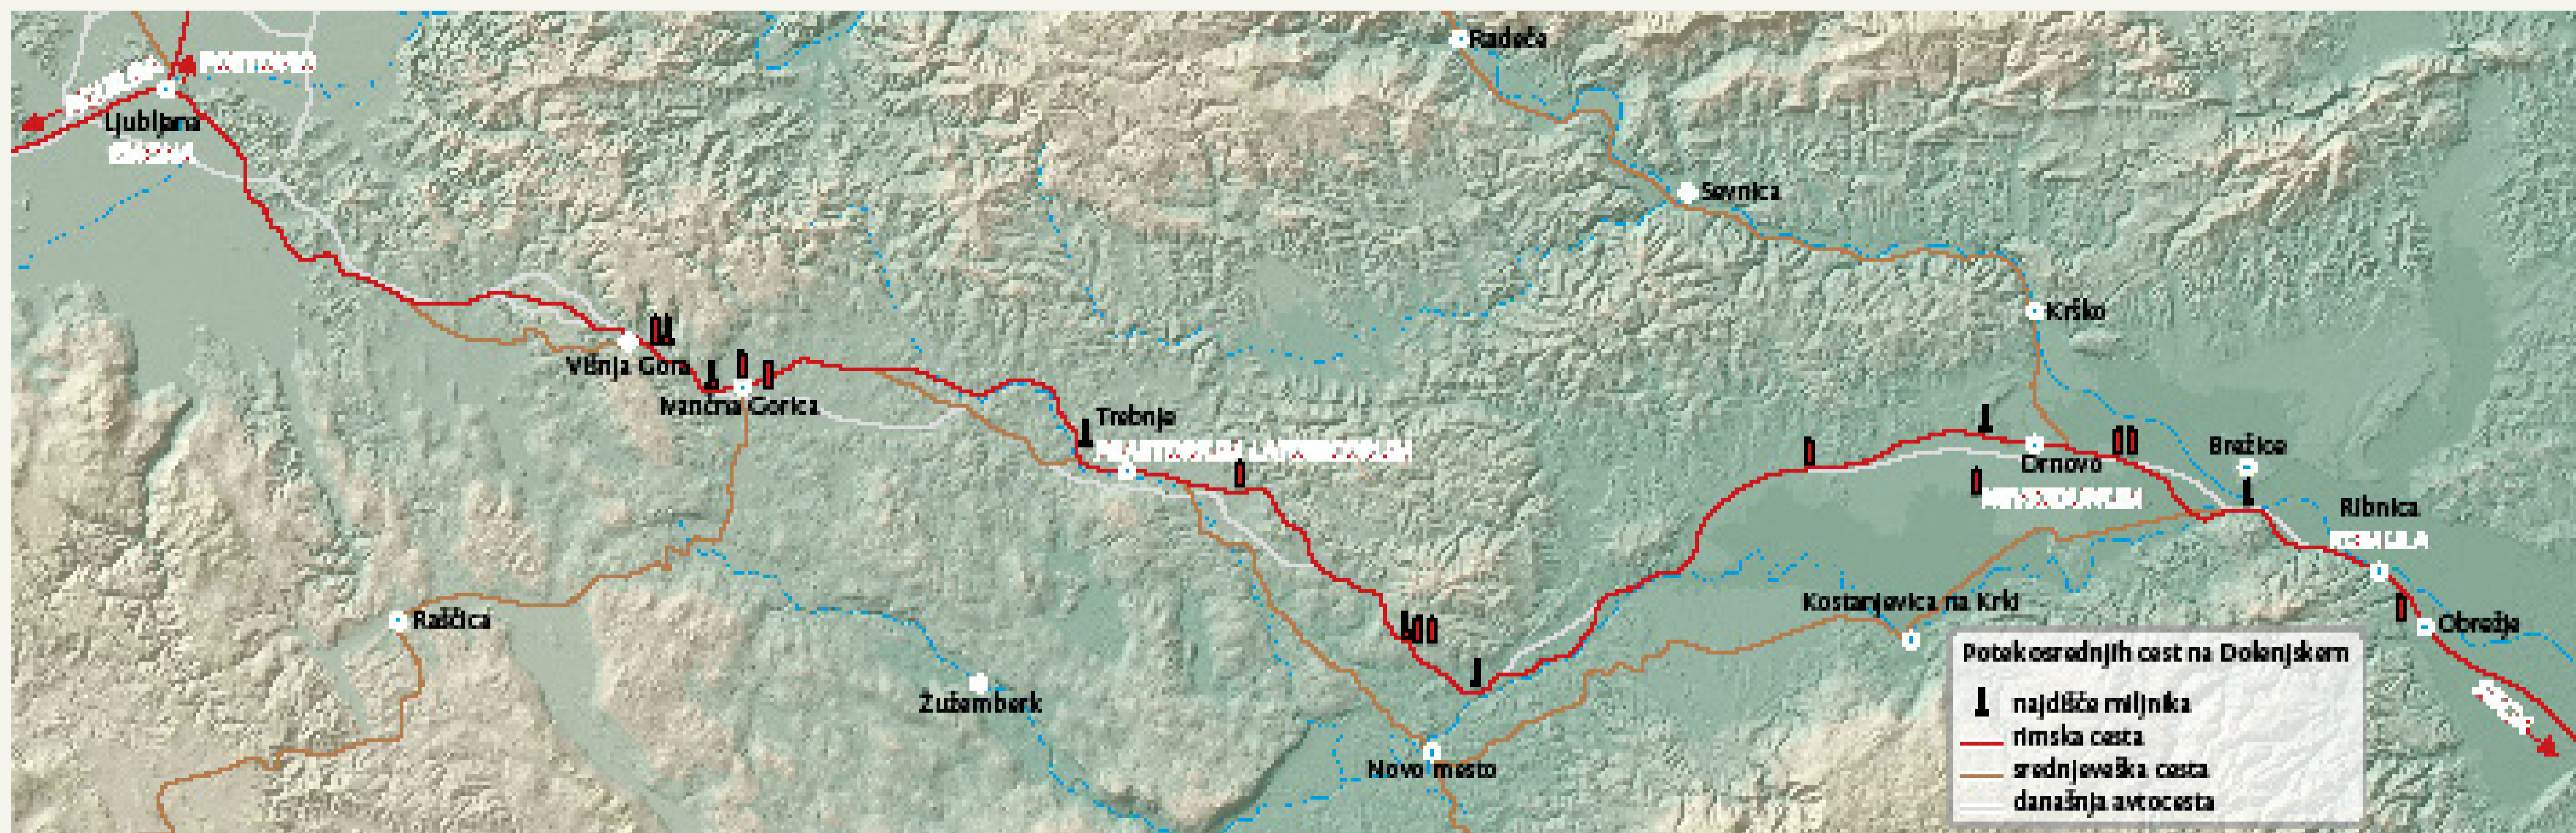 Radeče
Ljubljana
Sevnica
Krško
Višnja Gora
Ivančna Gorica
Trebnje
Brežice
Drnovo
Ribnica
Kostanjevica na Krki
Raščica
Obrežje
Žužemberk
Novo mesto
Potek osrednjih cest na Dolenjskem
najdišče miljnika
rimska cesta
srednjeveška cesta
današnja avtocesta